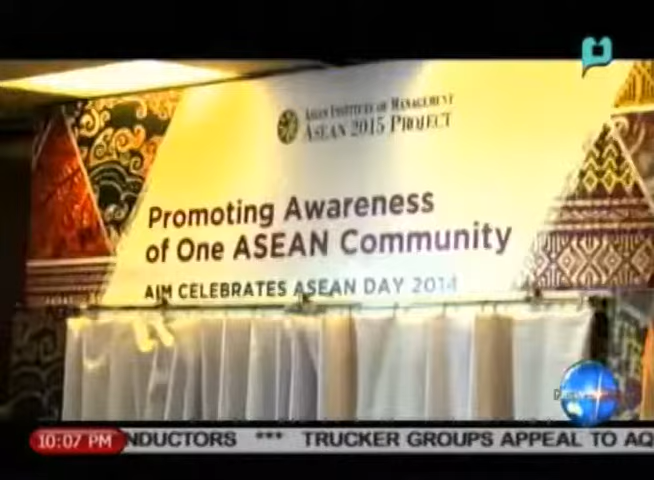 ASIAN INSTITUTE OF MANAGEMENT
ASEAN 2015 PROJECT
Promoting Awareness
of One ASEAN Community
AIM CELEBRATES ASEAN DAY 2014
10:07 PM
NDUCTORS *** TRUCKER GROUPS APPEAL TO AQ